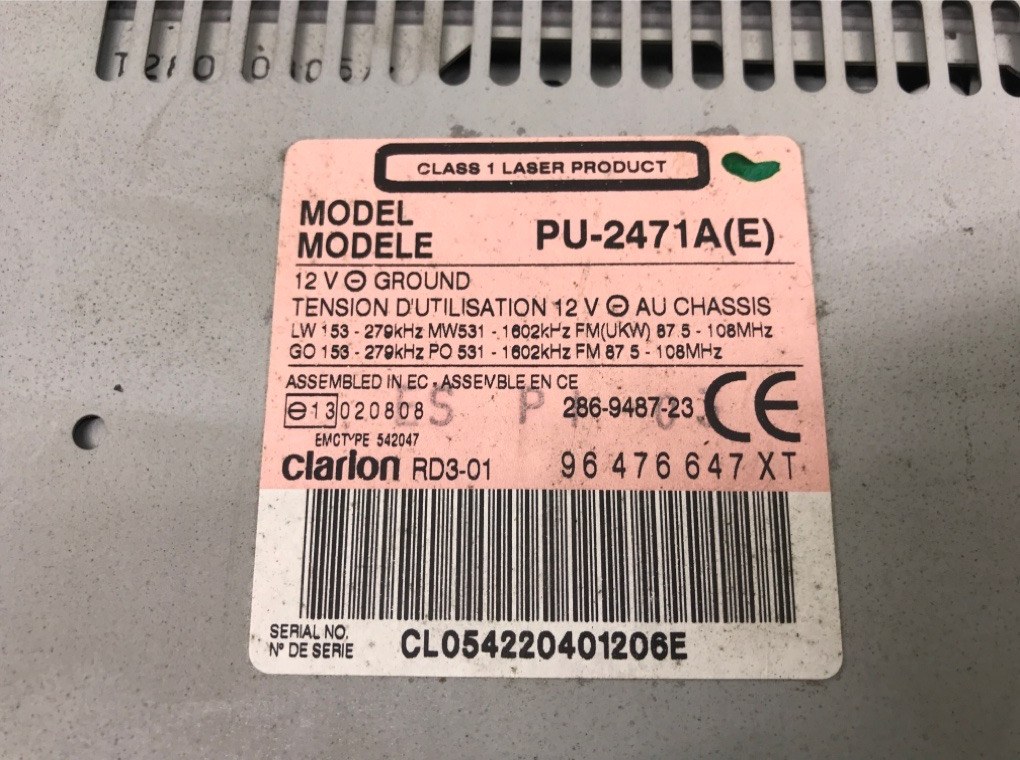 CLASS 1 LASER PRODUCT
MODEL
MODELE
PU-2471A(E)
12 V ⊖ GROUND
TENSION D'UTILISATION 12 V ⊖ AU CHASSIS
LW 153 - 279kHz MW531 - 1602kHz FM(UKW) 87.5 - 108MHz
GO 153 - 279kHz PO 531 - 1602kHz FM 87.5 - 108MHz
ASSEMBLED IN EC - ASSEMBLE EN CE
e13 020808 286-9487-23 CE
EMCTYPE 542047
clarion RD3-01 96 476 647 XT
SERIAL NO.
N° DE SERIE
CL054220401206E